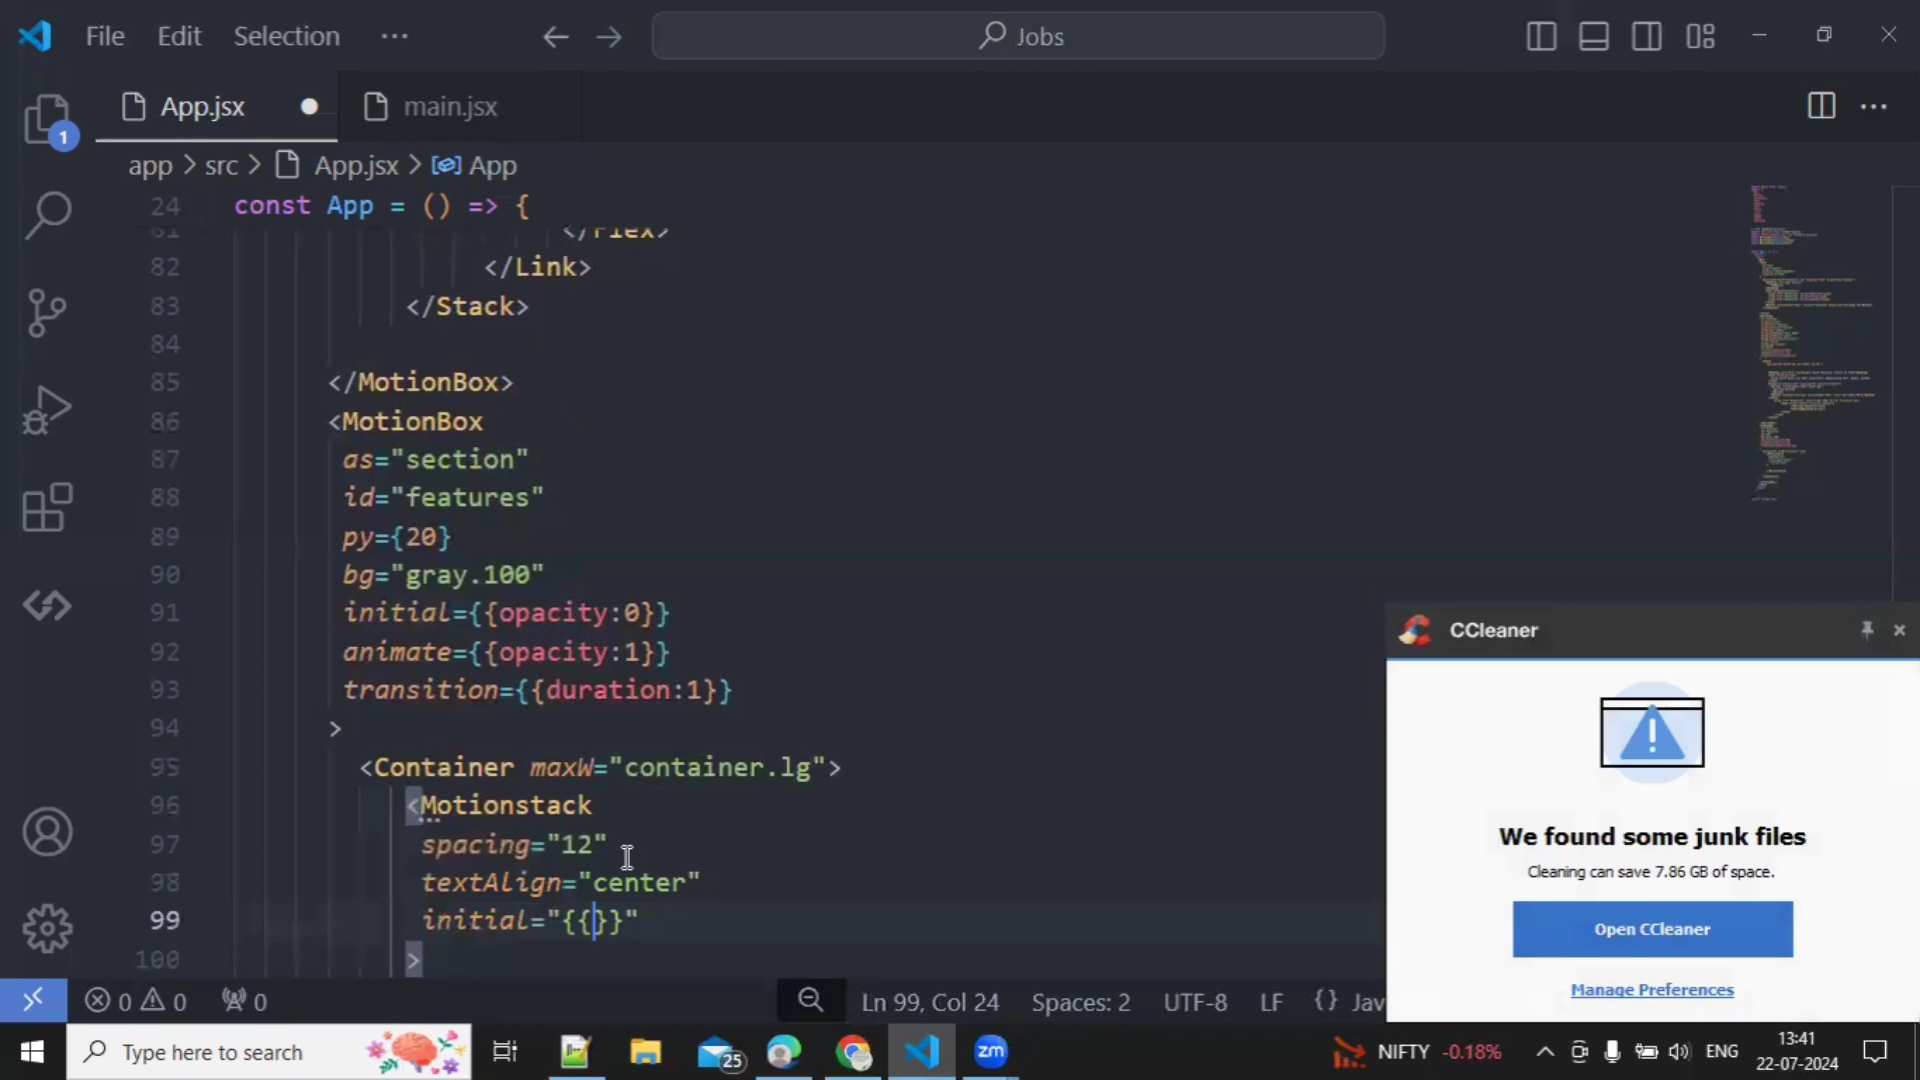 File Edit Selection ...
Jobs
App.jsx
main.jsx
1
app > src > App.jsx > App
24 const App = () => {
81 </Flex>
82 </Link>
83 </Stack>
84
85 </MotionBox>
86 <MotionBox
87 as="section"
88 id="features"
89 py={20}
90 bg="gray.100"
91 initial={{opacity:0}}
92 animate={{opacity:1}}
93 transition={{duration:1}}
94 >
95 <Container maxW="container.lg">
96 <Motionstack
97 spacing="12"
98 textAlign="center"
99 initial="{{}}"
100 >
CCleaner
We found some junk files
Cleaning can save 7.86 GB of space.
Open CCleaner
Manage Preferences
0 0 0
Ln 99, Col 24 Spaces: 2 UTF-8 LF {} Jav
Type here to search
25
zm
NIFTY -0.18%
ENG
13:41
22-07-2024